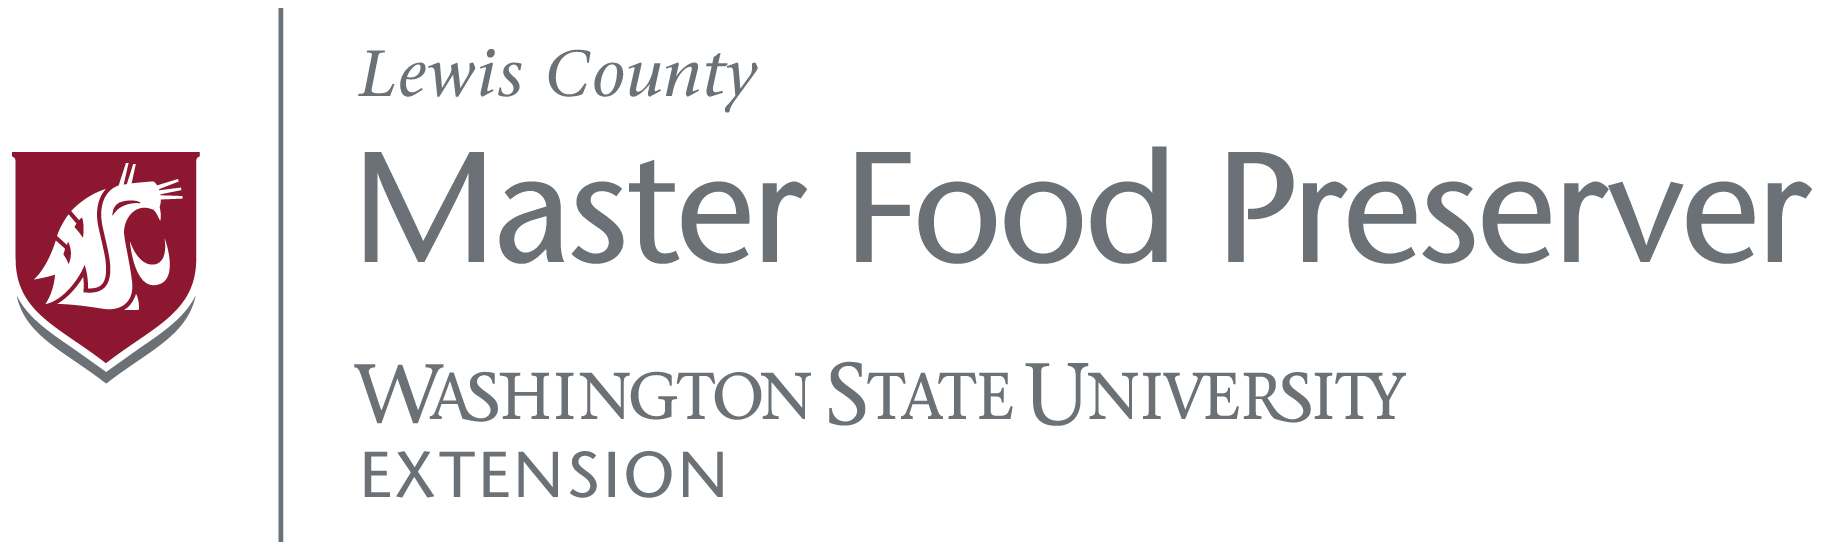 Lewis County
Master Food Preserver
WASHINGTON STATE UNIVERSITY
EXTENSION